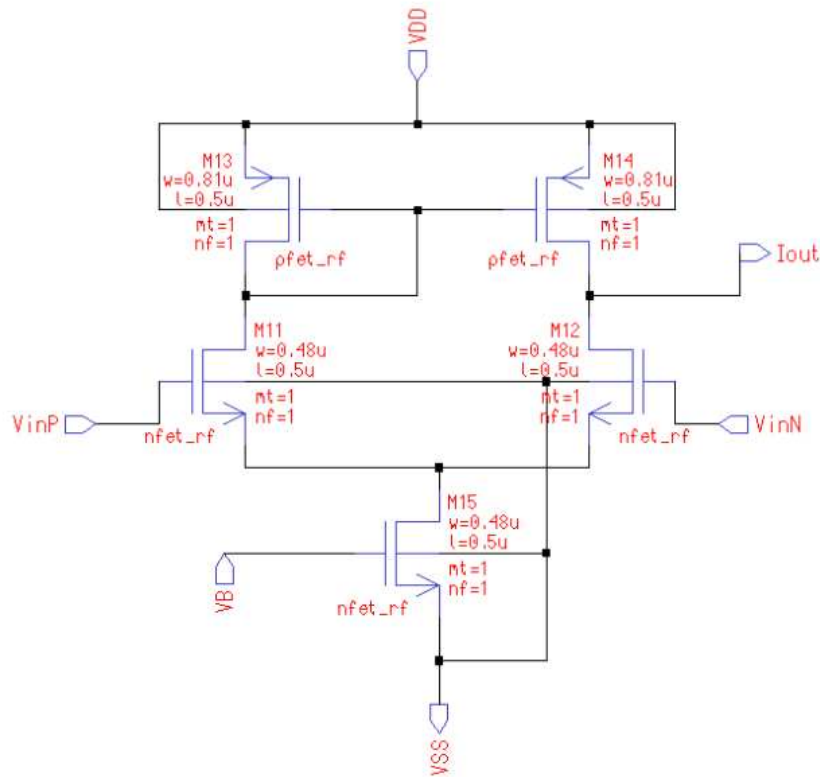 VDD
M13
w=0.81u
l=0.5u
mt=1
nf=1
pfet_rf
M14
w=0.81u
l=0.5u
mt=1
nf=1
pfet_rf
Iout
M11
w=0.48u
l=0.5u
mt=1
nf=1
nfet_rf
M12
w=0.48u
l=0.5u
mt=1
nf=1
nfet_rf
VinP
VinN
M15
w=0.48u
l=0.5u
mt=1
nf=1
nfet_rf
VB
VSS